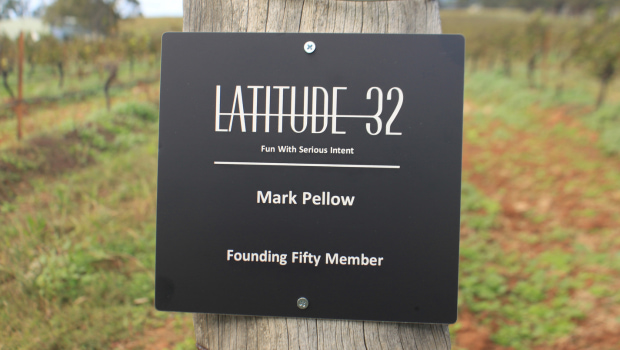 LATITUDE 32
Fun With Serious Intent
Mark Pellow
Founding Fifty Member